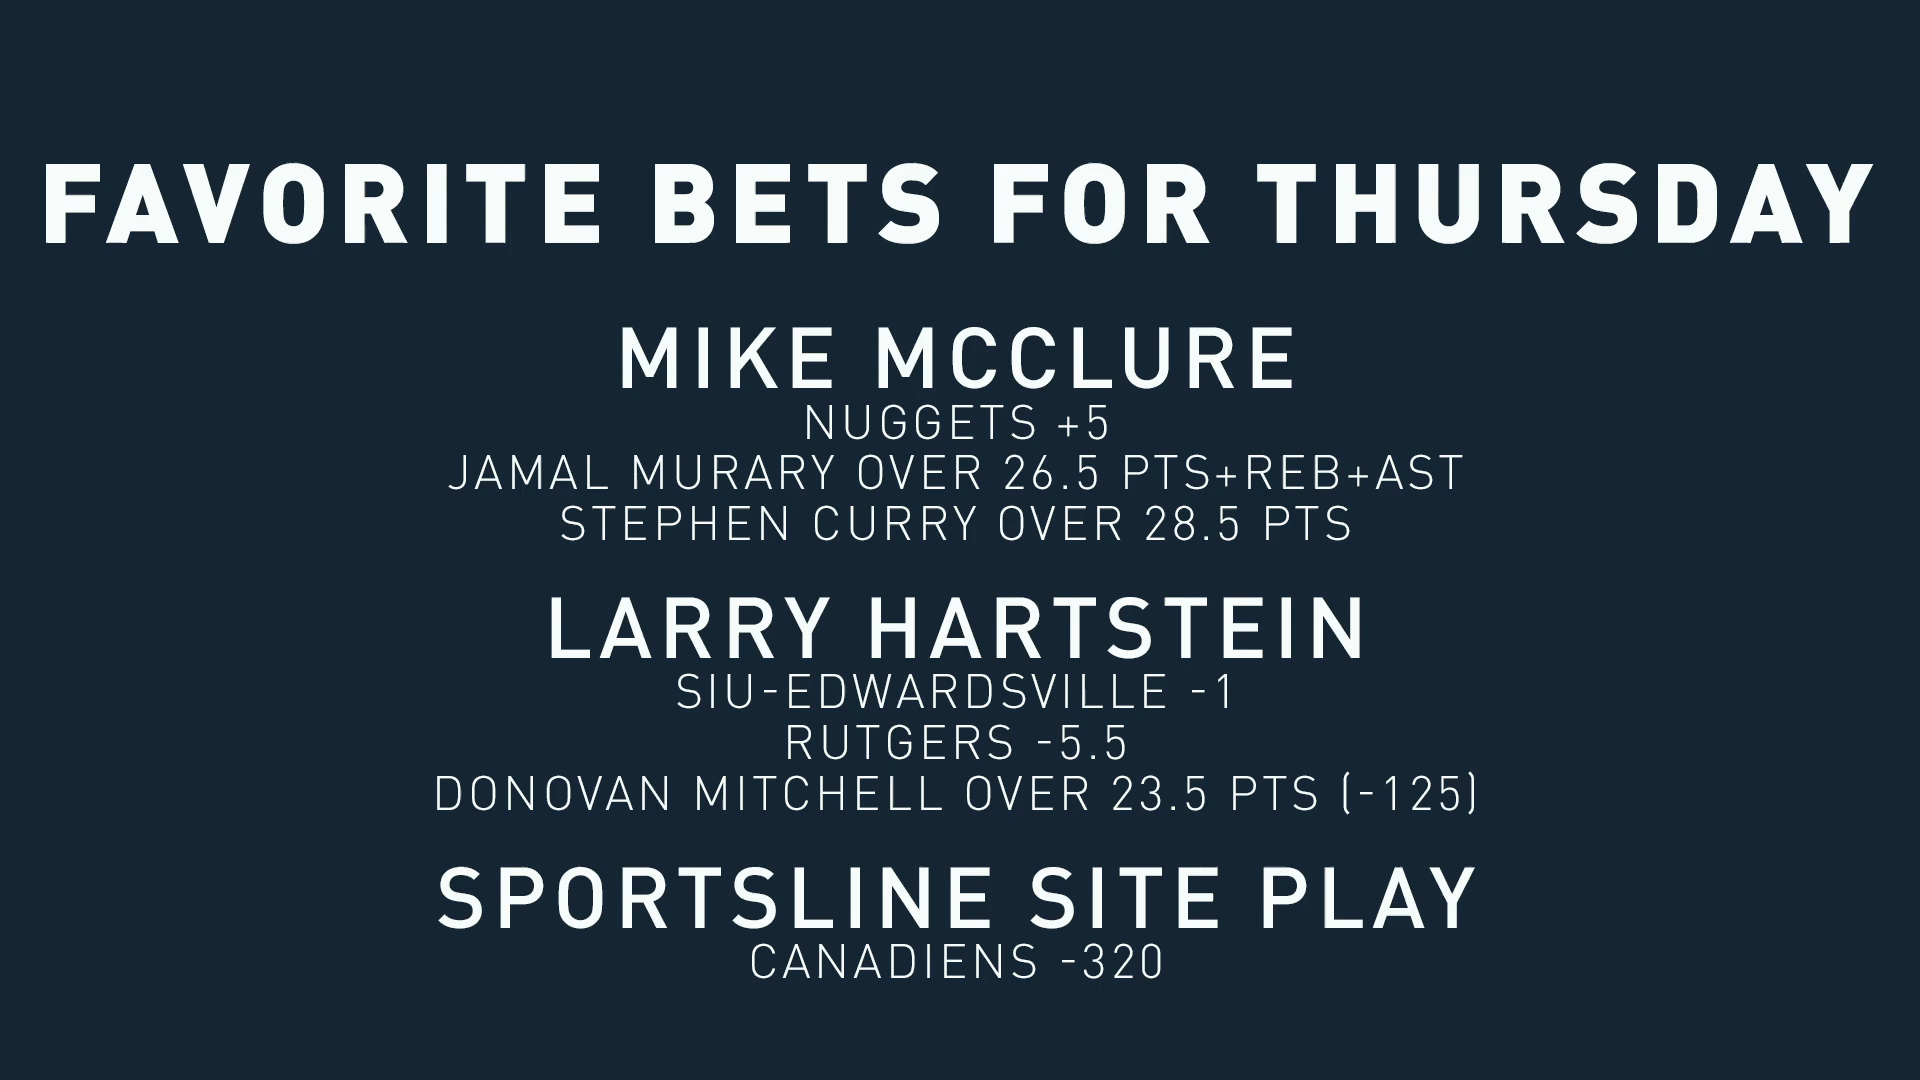 FAVORITE BETS FOR THURSDAY
MIKE MCCLURE
NUGGETS +5
JAMAL MURARY OVER 26.5 PTS+REB+AST
STEPHEN CURRY OVER 28.5 PTS
LARRY HARTSTEIN
SIU-EDWARDSVILLE -1
RUTGERS -5.5
DONOVAN MITCHELL OVER 23.5 PTS (-125)
SPORTSLINE SITE PLAY
CANADIENS -320